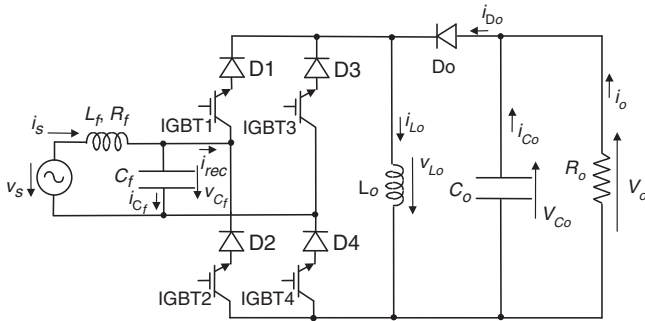 i_Do
D1
D3
Do
IGBT1
IGBT3
i_s
L_f, R_f
i_rec
v_s
C_f
v_Cf
i_Cf
i_Lo
v_Lo
L_o
i_Co
C_o
V_Co
i_o
R_o
V_o
D2
D4
IGBT2
IGBT4